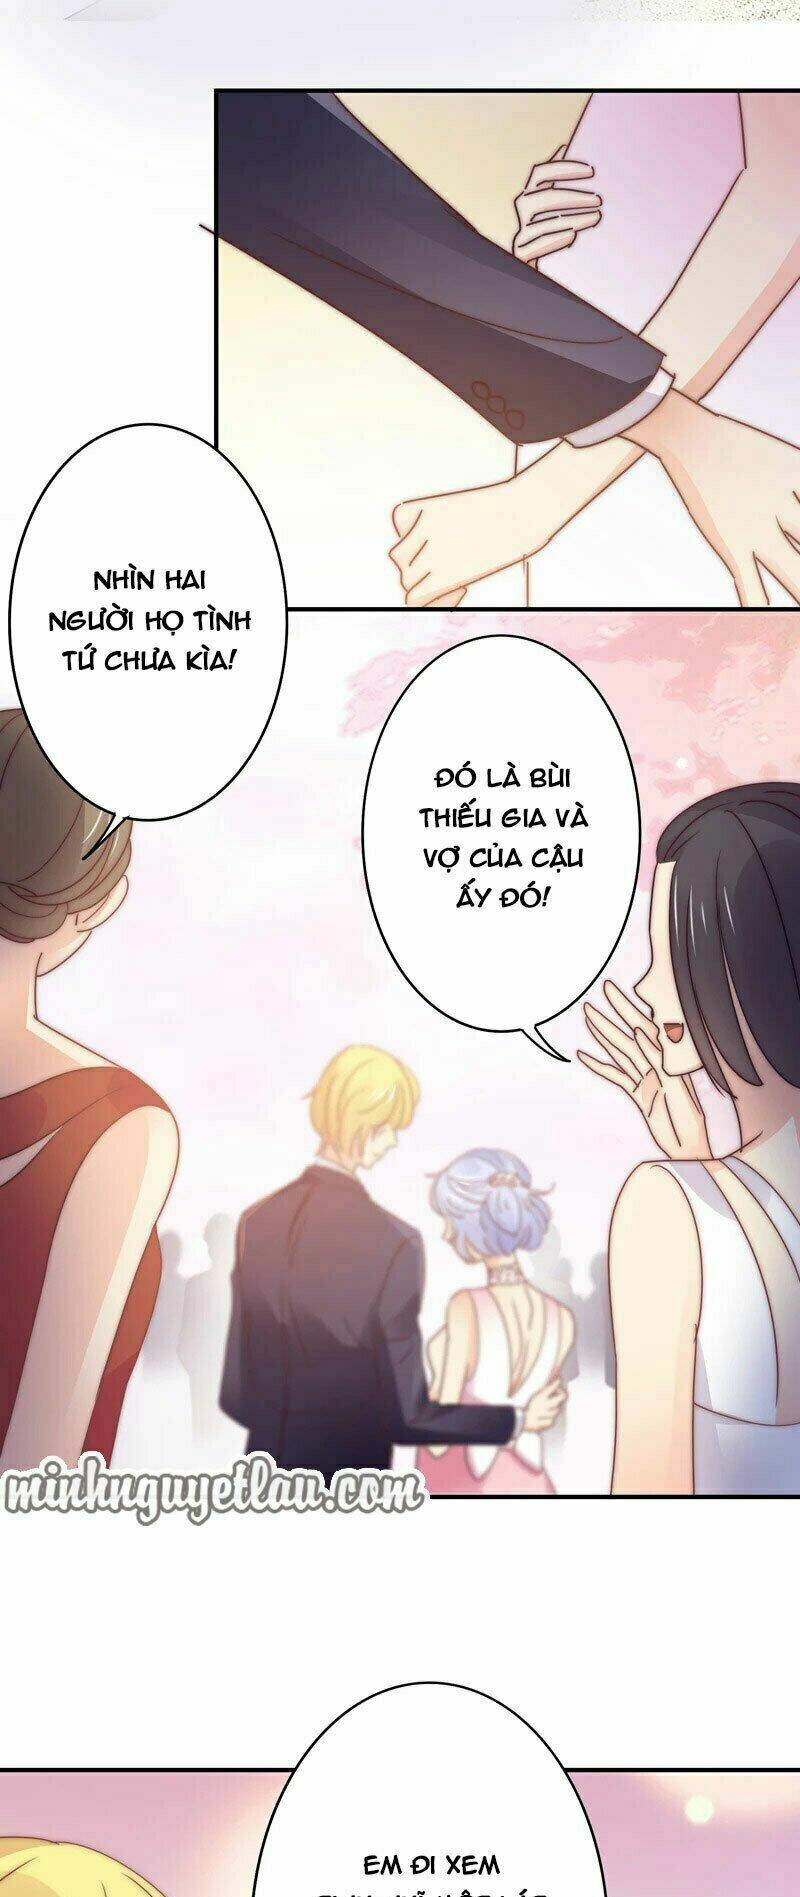 NHÌN HAI
NGƯỜI HỌ TÌNH
TỨ CHƯA KÌA!
ĐÓ LÀ BÙI
THIẾU GIA VÀ
VỢ CỦA CẬU
ẤY ĐÓ!
minhnguyetlau.com
EM ĐI XEM